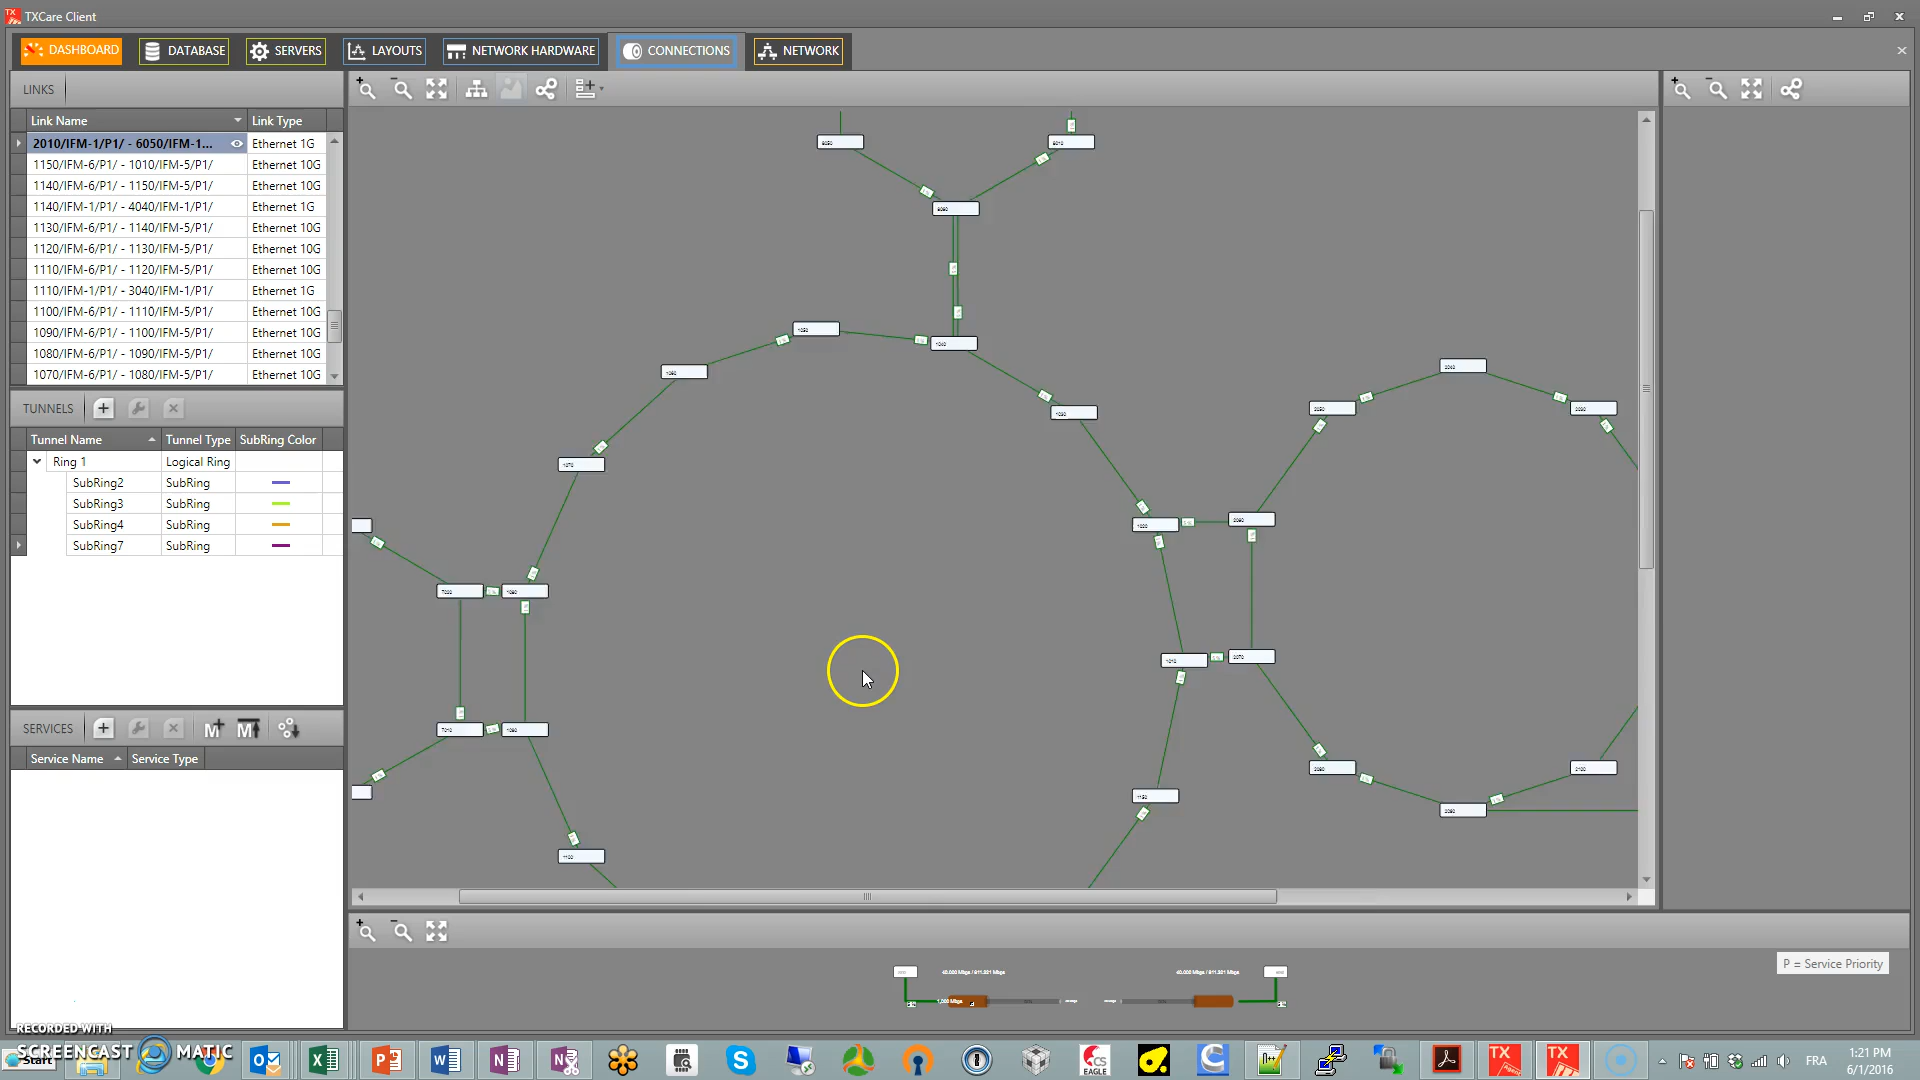 TXCare Client
DASHBOARD
DATABASE
SERVERS
LAYOUTS
NETWORK HARDWARE
CONNECTIONS
NETWORK
LINKS
Link Name Link Type
2010/IFM-1/P1/ - 6050/IFM-1... Ethernet 1G
1150/IFM-6/P1/ - 1010/IFM-5/P1/ Ethernet 10G
1140/IFM-6/P1/ - 1150/IFM-5/P1/ Ethernet 10G
1140/IFM-1/P1/ - 4040/IFM-1/P1/ Ethernet 1G
1130/IFM-6/P1/ - 1140/IFM-5/P1/ Ethernet 10G
1120/IFM-6/P1/ - 1130/IFM-5/P1/ Ethernet 10G
1110/IFM-6/P1/ - 1120/IFM-5/P1/ Ethernet 10G
1110/IFM-1/P1/ - 3040/IFM-1/P1/ Ethernet 1G
1100/IFM-6/P1/ - 1110/IFM-5/P1/ Ethernet 10G
1090/IFM-6/P1/ - 1100/IFM-5/P1/ Ethernet 10G
1080/IFM-6/P1/ - 1090/IFM-5/P1/ Ethernet 10G
1070/IFM-6/P1/ - 1080/IFM-5/P1/ Ethernet 10G
TUNNELS
Tunnel Name Tunnel Type SubRing Color
Ring 1 Logical Ring
SubRing2 SubRing
SubRing3 SubRing
SubRing4 SubRing
SubRing7 SubRing
SERVICES
Service Name Service Type
P = Service Priority
RECORDED WITH
SCREENCAST MATIC
Start
FRA
1:21 PM
6/1/2016